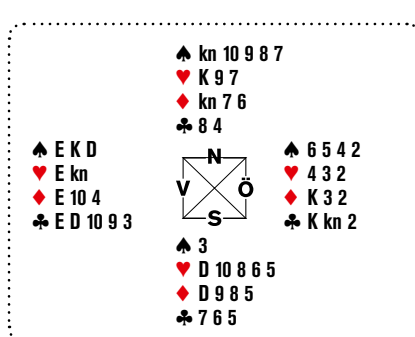 ♠ kn 10 9 8 7
♥ K 9 7
♦ kn 7 6
♣ 8 4
♠ E K D
♥ E kn
♦ E 10 4
♣ E D 10 9 3
N
V Ö
S
♠ 6 5 4 2
♥ 4 3 2
♦ K 3 2
♣ K kn 2
♠ 3
♥ D 10 8 6 5
♦ D 9 8 5
♣ 7 6 5